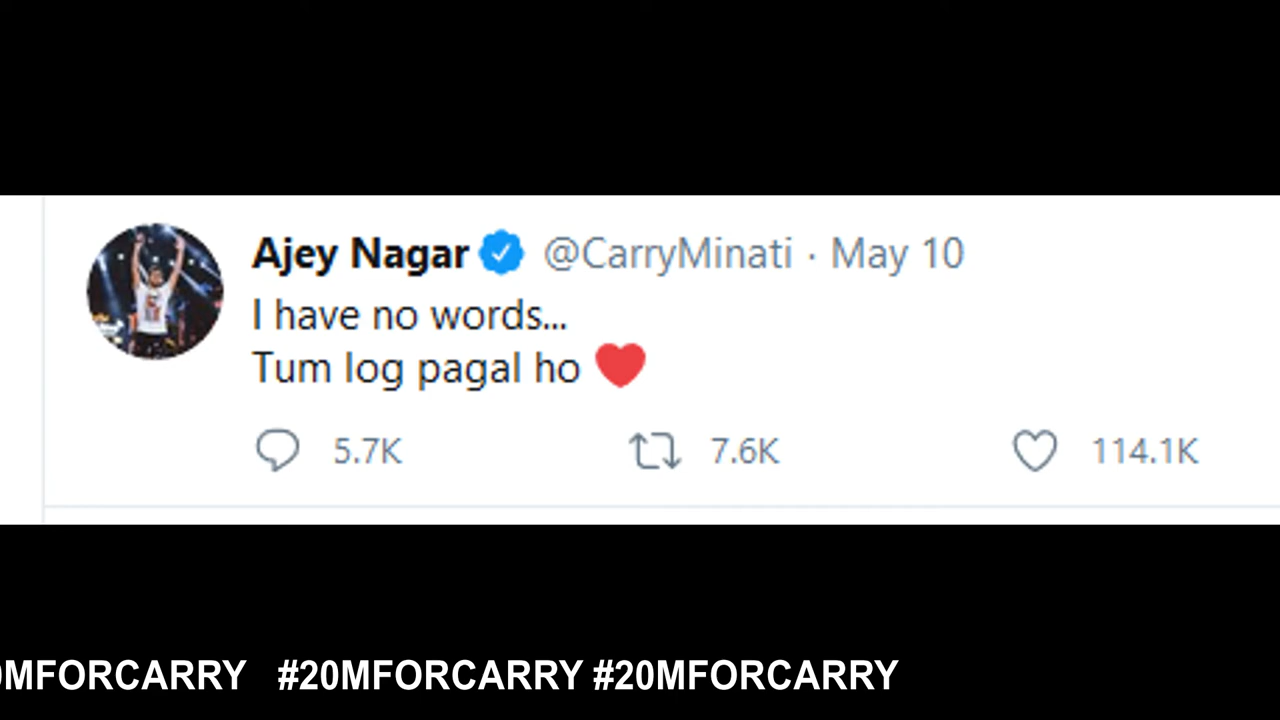 Ajey Nagar @CarryMinati · May 10
I have no words...
Tum log pagal ho ❤
5.7K 7.6K 114.1K
0MFORCARRY #20MFORCARRY #20MFORCARRY